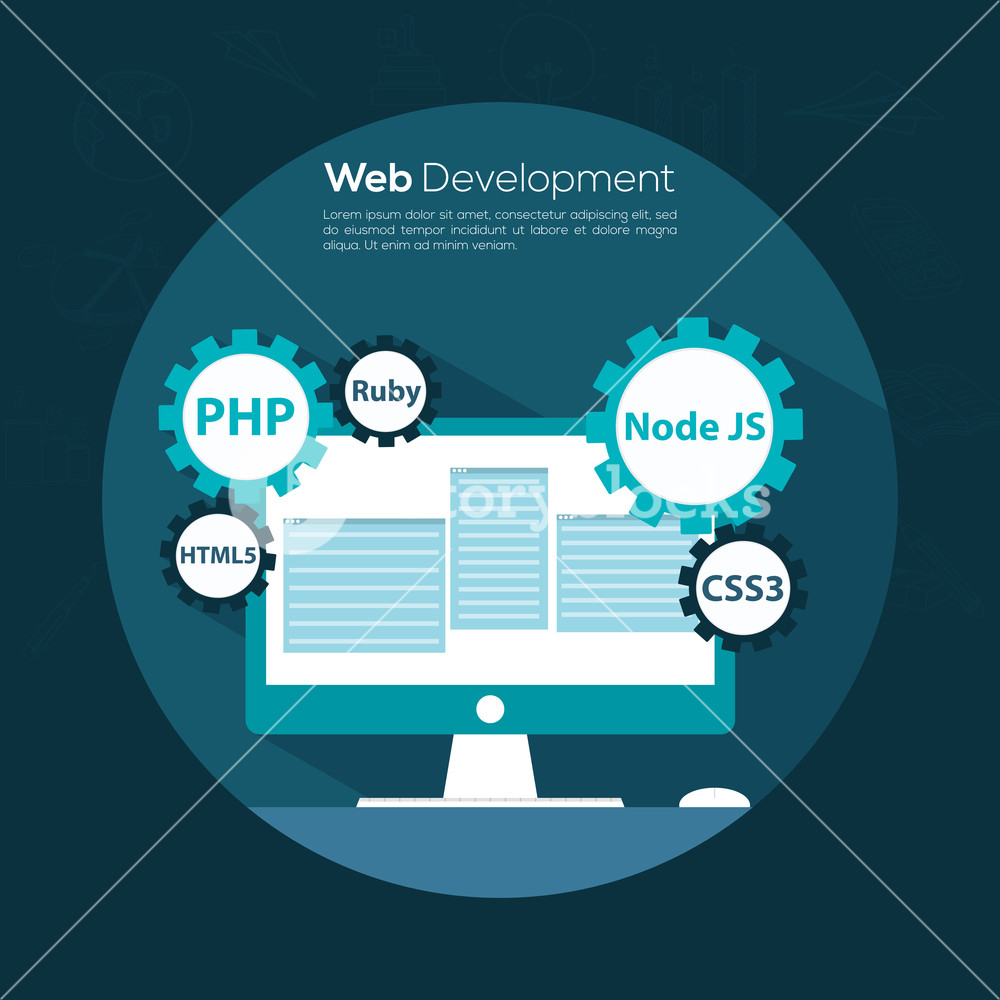 Web Development
Lorem ipsum dolor sit amet, consectetur adipiscing elit, sed
do eiusmod tempor incididunt ut labore et dolore magna
aliqua. Ut enim ad minim veniam.
PHP
Ruby
Node JS
storyblocks
HTML5
CSS3